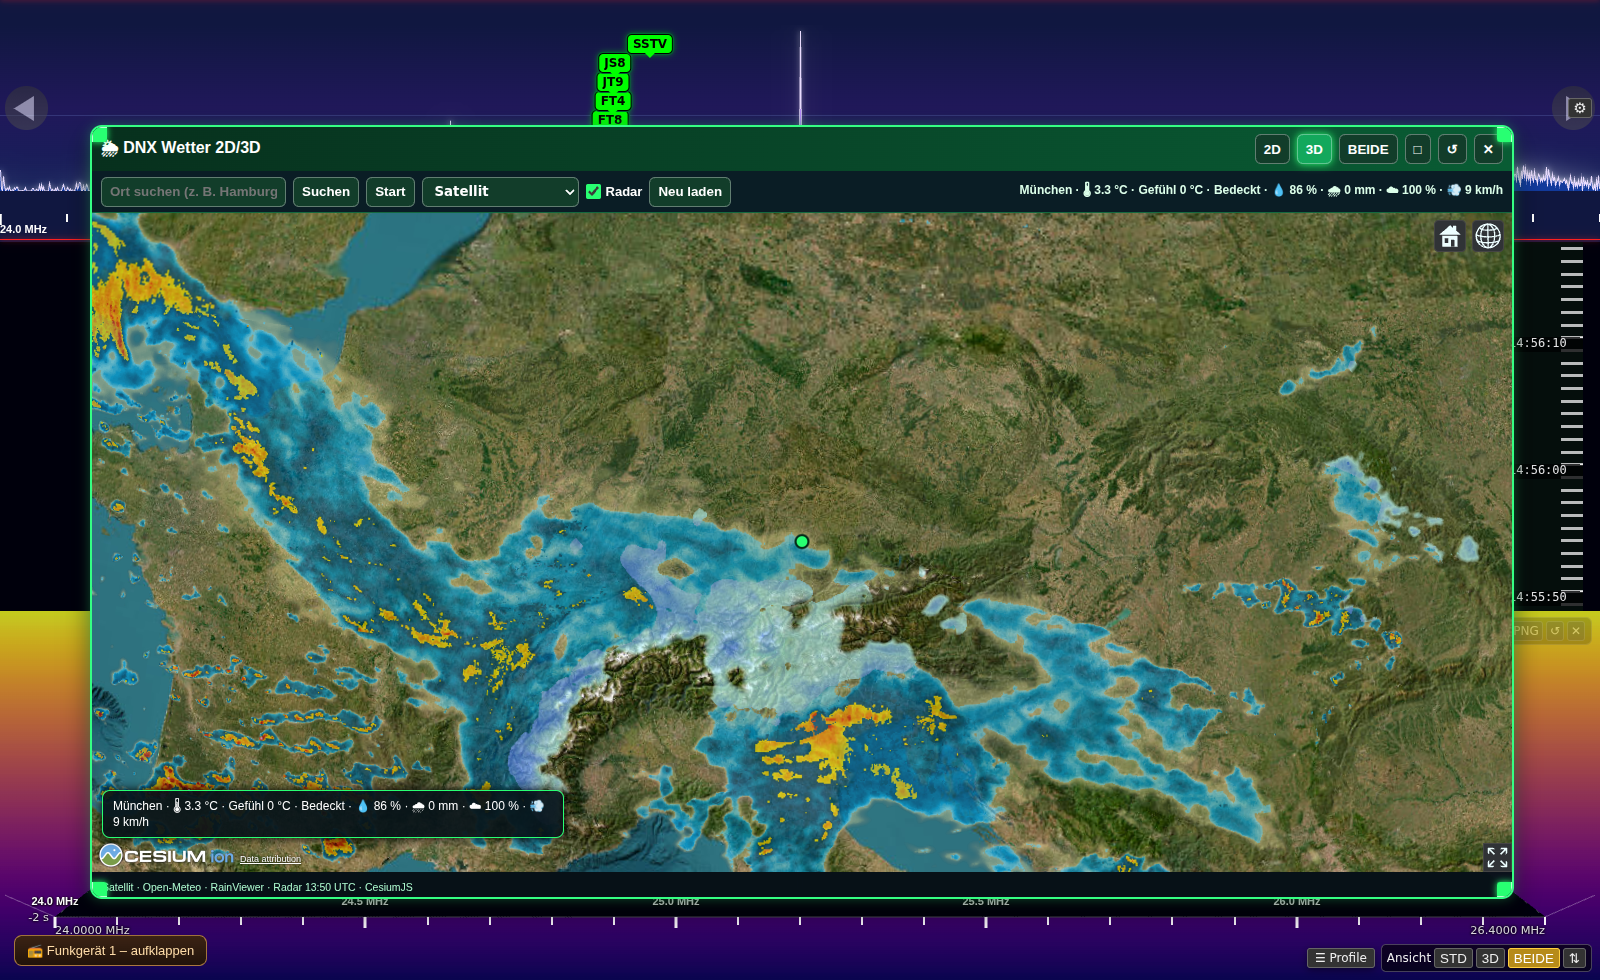 SSTV
JS8
JT9
FT4
FT8
DNX Wetter 2D/3D
2D 3D BEIDE
Ort suchen (z. B. Hamburg Suchen Start Satellit Radar Neu laden
München · 3.3 °C · Gefühl 0 °C · Bedeckt · 86 % · 0 mm · 100 % · 9 km/h
24.0 MHz
4:56:10
4:56:00
4:55:50
PNG
München · 3.3 °C · Gefühl 0 °C · Bedeckt · 86 % · 0 mm · 100 % ·
9 km/h
CESIUM ion Data attribution
Satellit · Open-Meteo · RainViewer · Radar 13:50 UTC · CesiumJS
24.0 MHz 24.5 MHz 25.0 MHz 25.5 MHz 26.0 MHz
-2 s
24.0000 MHz 26.4000 MHz
Funkgerät 1 – aufklappen
☰ Profile Ansicht STD 3D BEIDE